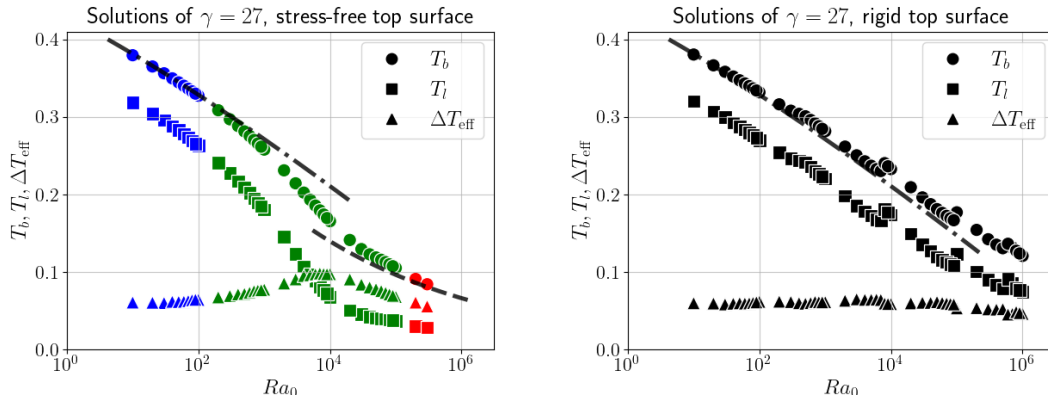 Solutions of γ = 27, stress-free top surface
0.4
0.3
0.2
0.1
0.0
T_b, T_l, ΔT_eff
T_b
T_l
ΔT_eff
10^0
10^2
10^4
10^6
Ra_0
Solutions of γ = 27, rigid top surface
0.4
0.3
0.2
0.1
0.0
T_b, T_l, ΔT_eff
T_b
T_l
ΔT_eff
10^0
10^2
10^4
10^6
Ra_0